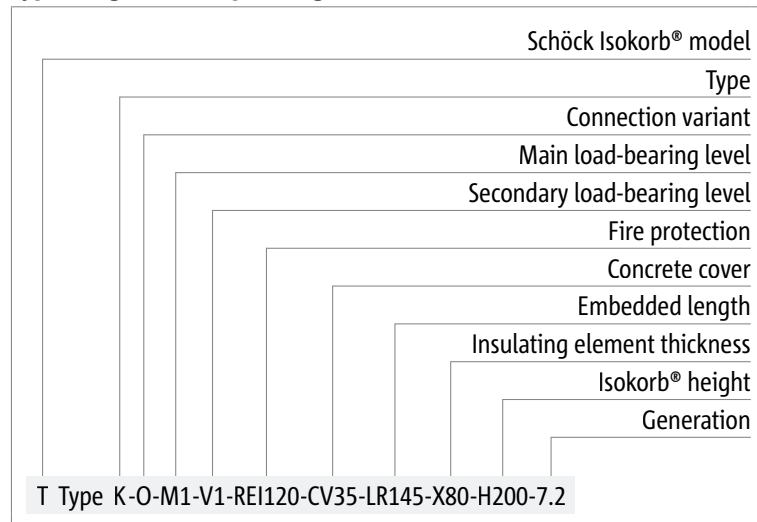 Schöck Isokorb® model
Type
Connection variant
Main load-bearing level
Secondary load-bearing level
Fire protection
Concrete cover
Embedded length
Insulating element thickness
Isokorb® height
Generation
T Type K-O-M1-V1-REI120-CV35-LR145-X80-H200-7.2